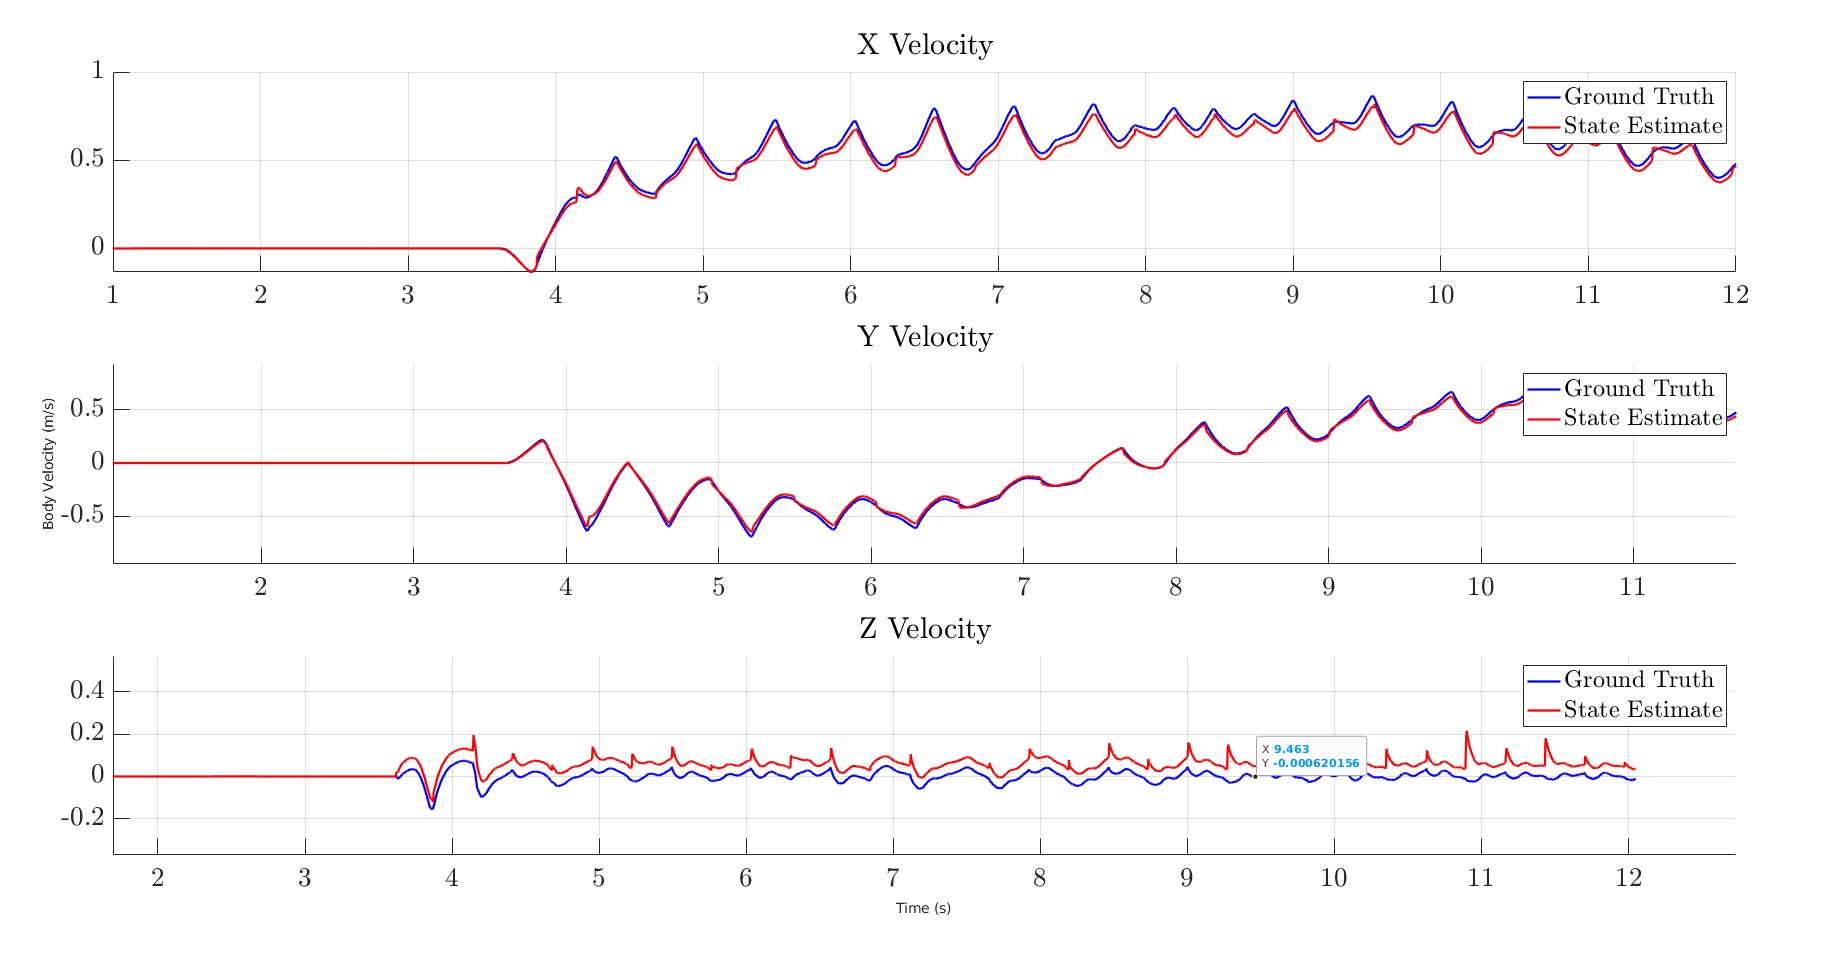 X Velocity
1
0.5
0
Ground Truth
State Estimate
1 2 3 4 5 6 7 8 9 10 11 12
Y Velocity
Body Velocity (m/s)
0.5
0
-0.5
Ground Truth
State Estimate
2 3 4 5 6 7 8 9 10 11
Z Velocity
0.4
0.2
0
-0.2
Ground Truth
State Estimate
X 9.463
Y -0.000620156
2 3 4 5 6 7 8 9 10 11 12
Time (s)